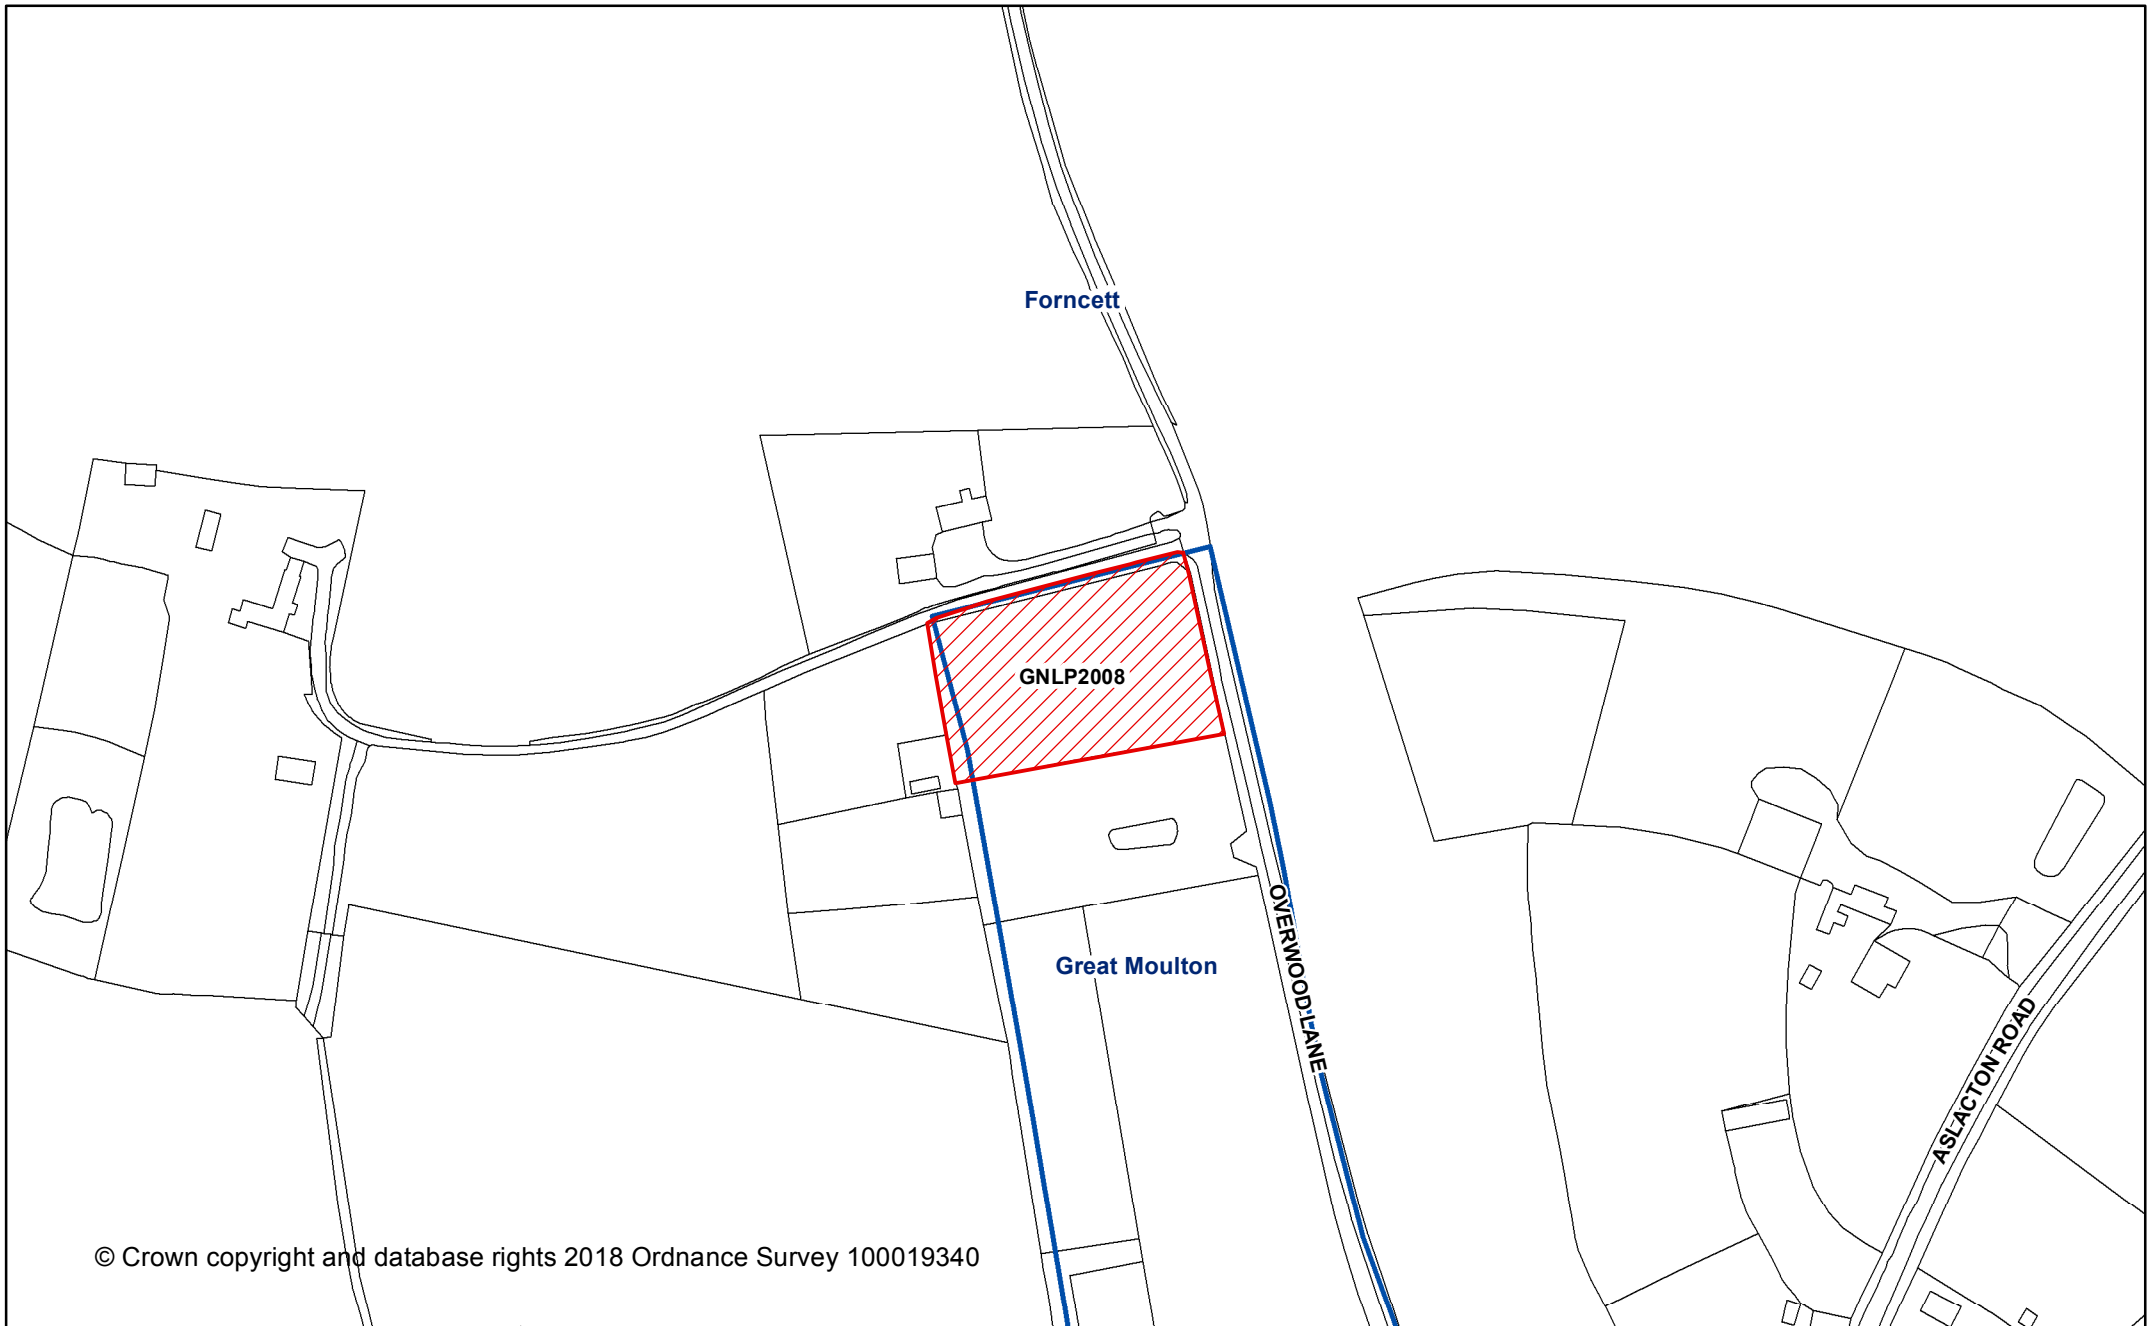 Forncett
GNLP2008
Great Moulton
OVERWOOD LANE
ASLACTON ROAD
© Crown copyright and database rights 2018 Ordnance Survey 100019340